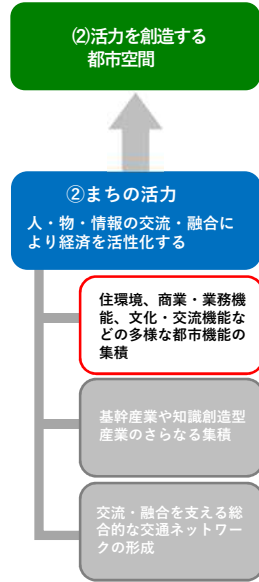 ⑵活力を創造する
都市空間
②まちの活力
人・物・情報の交流・融合に
より経済を活性化する
住環境、商業・業務機
能、文化・交流機能な
どの多様な都市機能の
集積
基幹産業や知識創造型
産業のさらなる集積
交流・融合を支える総
合的な交通ネットワー
クの形成